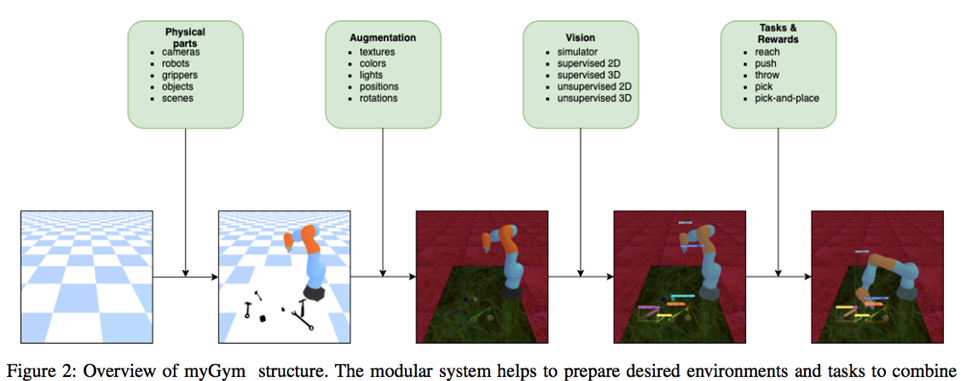 Physical
parts
• cameras
• robots
• grippers
• objects
• scenes
Augmentation
• textures
• colors
• lights
• positions
• rotations
Vision
• simulator
• supervised 2D
• supervised 3D
• unsupervised 2D
• unsupervised 3D
Tasks &
Rewards
• reach
• push
• throw
• pick
• pick-and-place
Figure 2: Overview of myGym structure. The modular system helps to prepare desired environments and tasks to combine